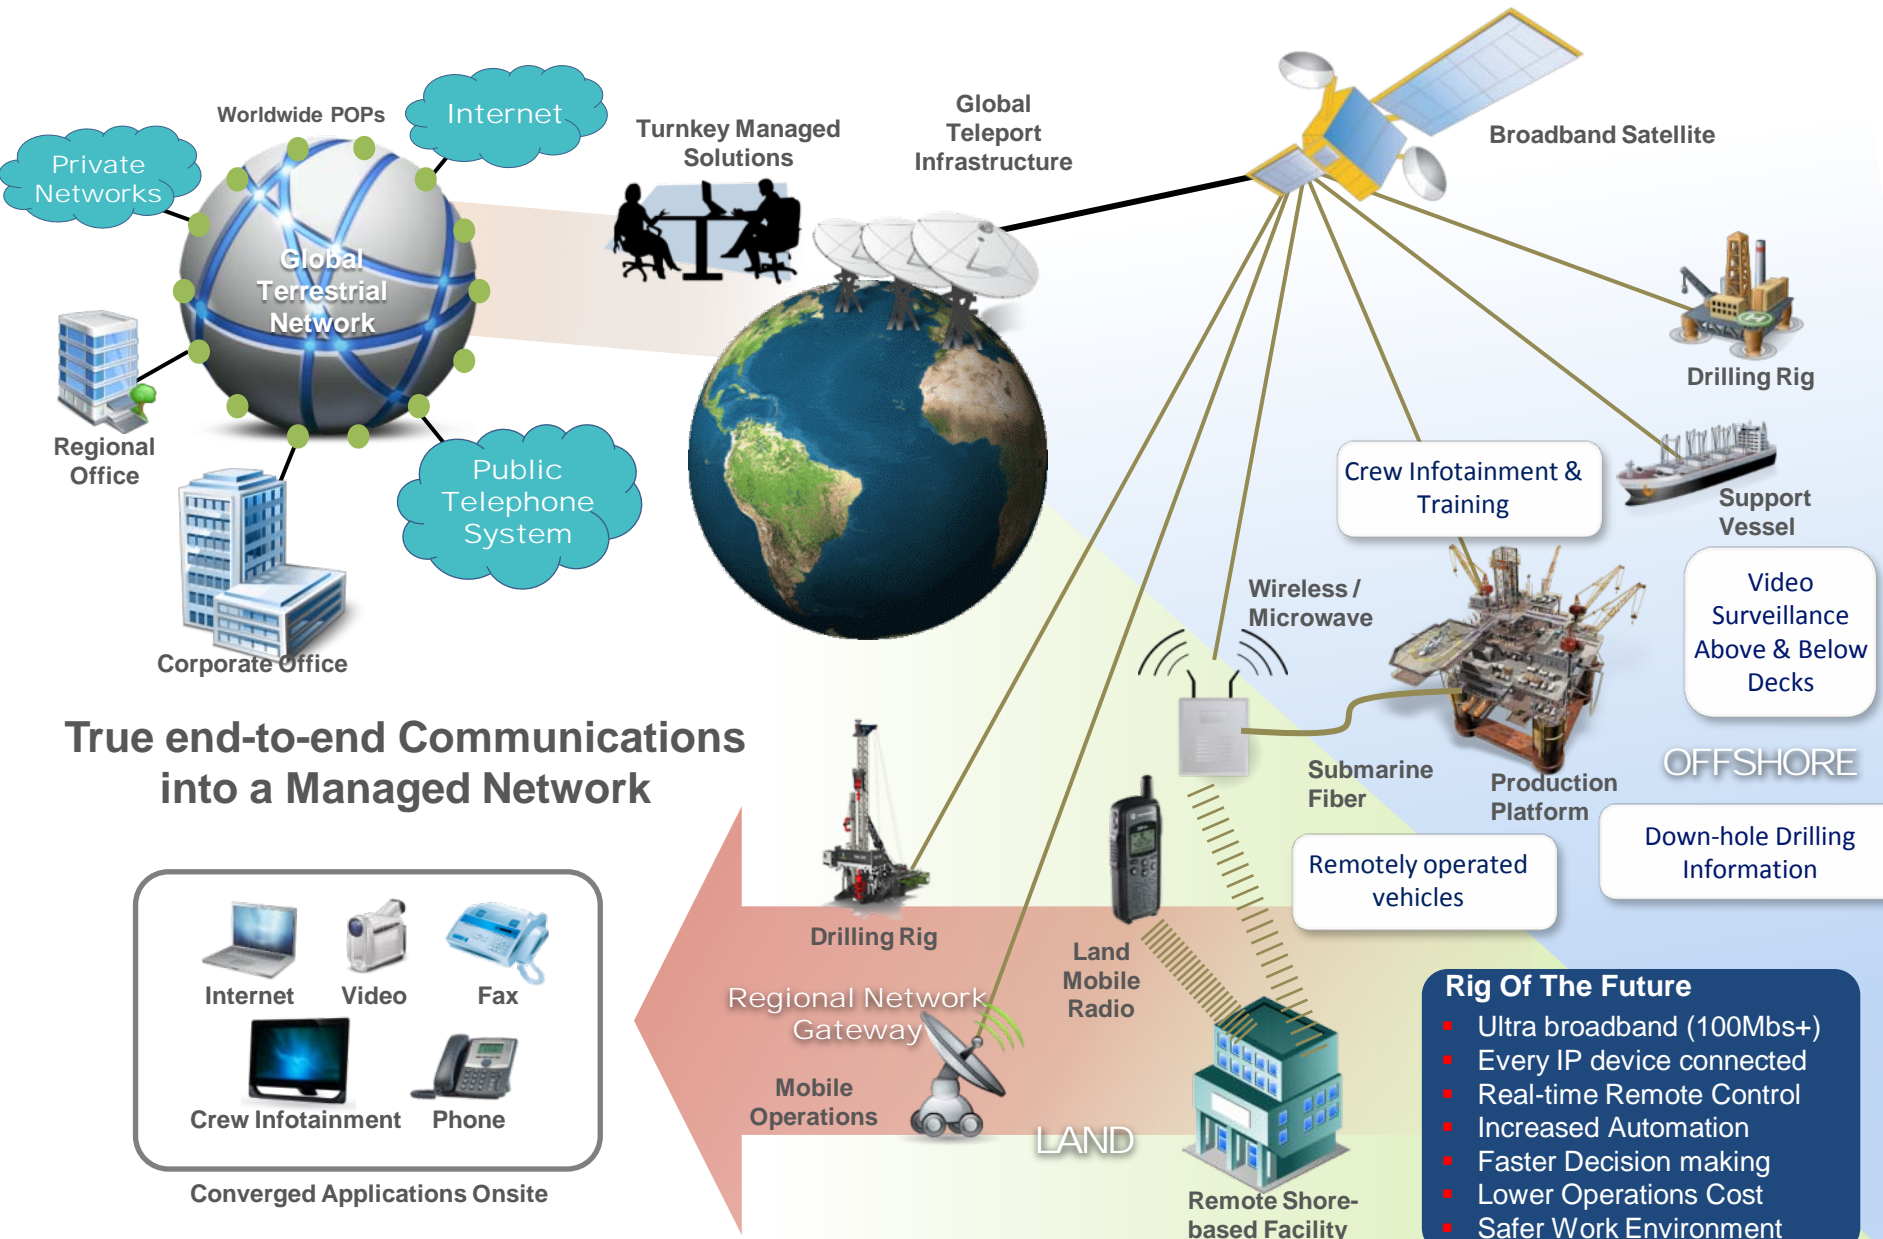 Worldwide POPs
Internet
Private
Networks
Global
Terrestrial
Network
Turnkey Managed
Solutions
Global
Teleport
Infrastructure
Broadband Satellite
Regional
Office
Public
Telephone
System
Corporate Office
Drilling Rig
Crew Infotainment &
Training
Support
Vessel
Wireless /
Microwave
Video
Surveillance
Above & Below
Decks
OFFSHORE
Submarine
Fiber
Production
Platform
Down-hole Drilling
Information
Remotely operated
vehicles
True end-to-end Communications
into a Managed Network
Internet
Video
Fax
Crew Infotainment
Phone
Converged Applications Onsite
Drilling Rig
Land
Mobile
Radio
Regional Network
Gateway
Mobile
Operations
LAND
Remote Shore-
based Facility
Rig Of The Future
Ultra broadband (100Mbs+)
Every IP device connected
Real-time Remote Control
Increased Automation
Faster Decision making
Lower Operations Cost
Safer Work Environment